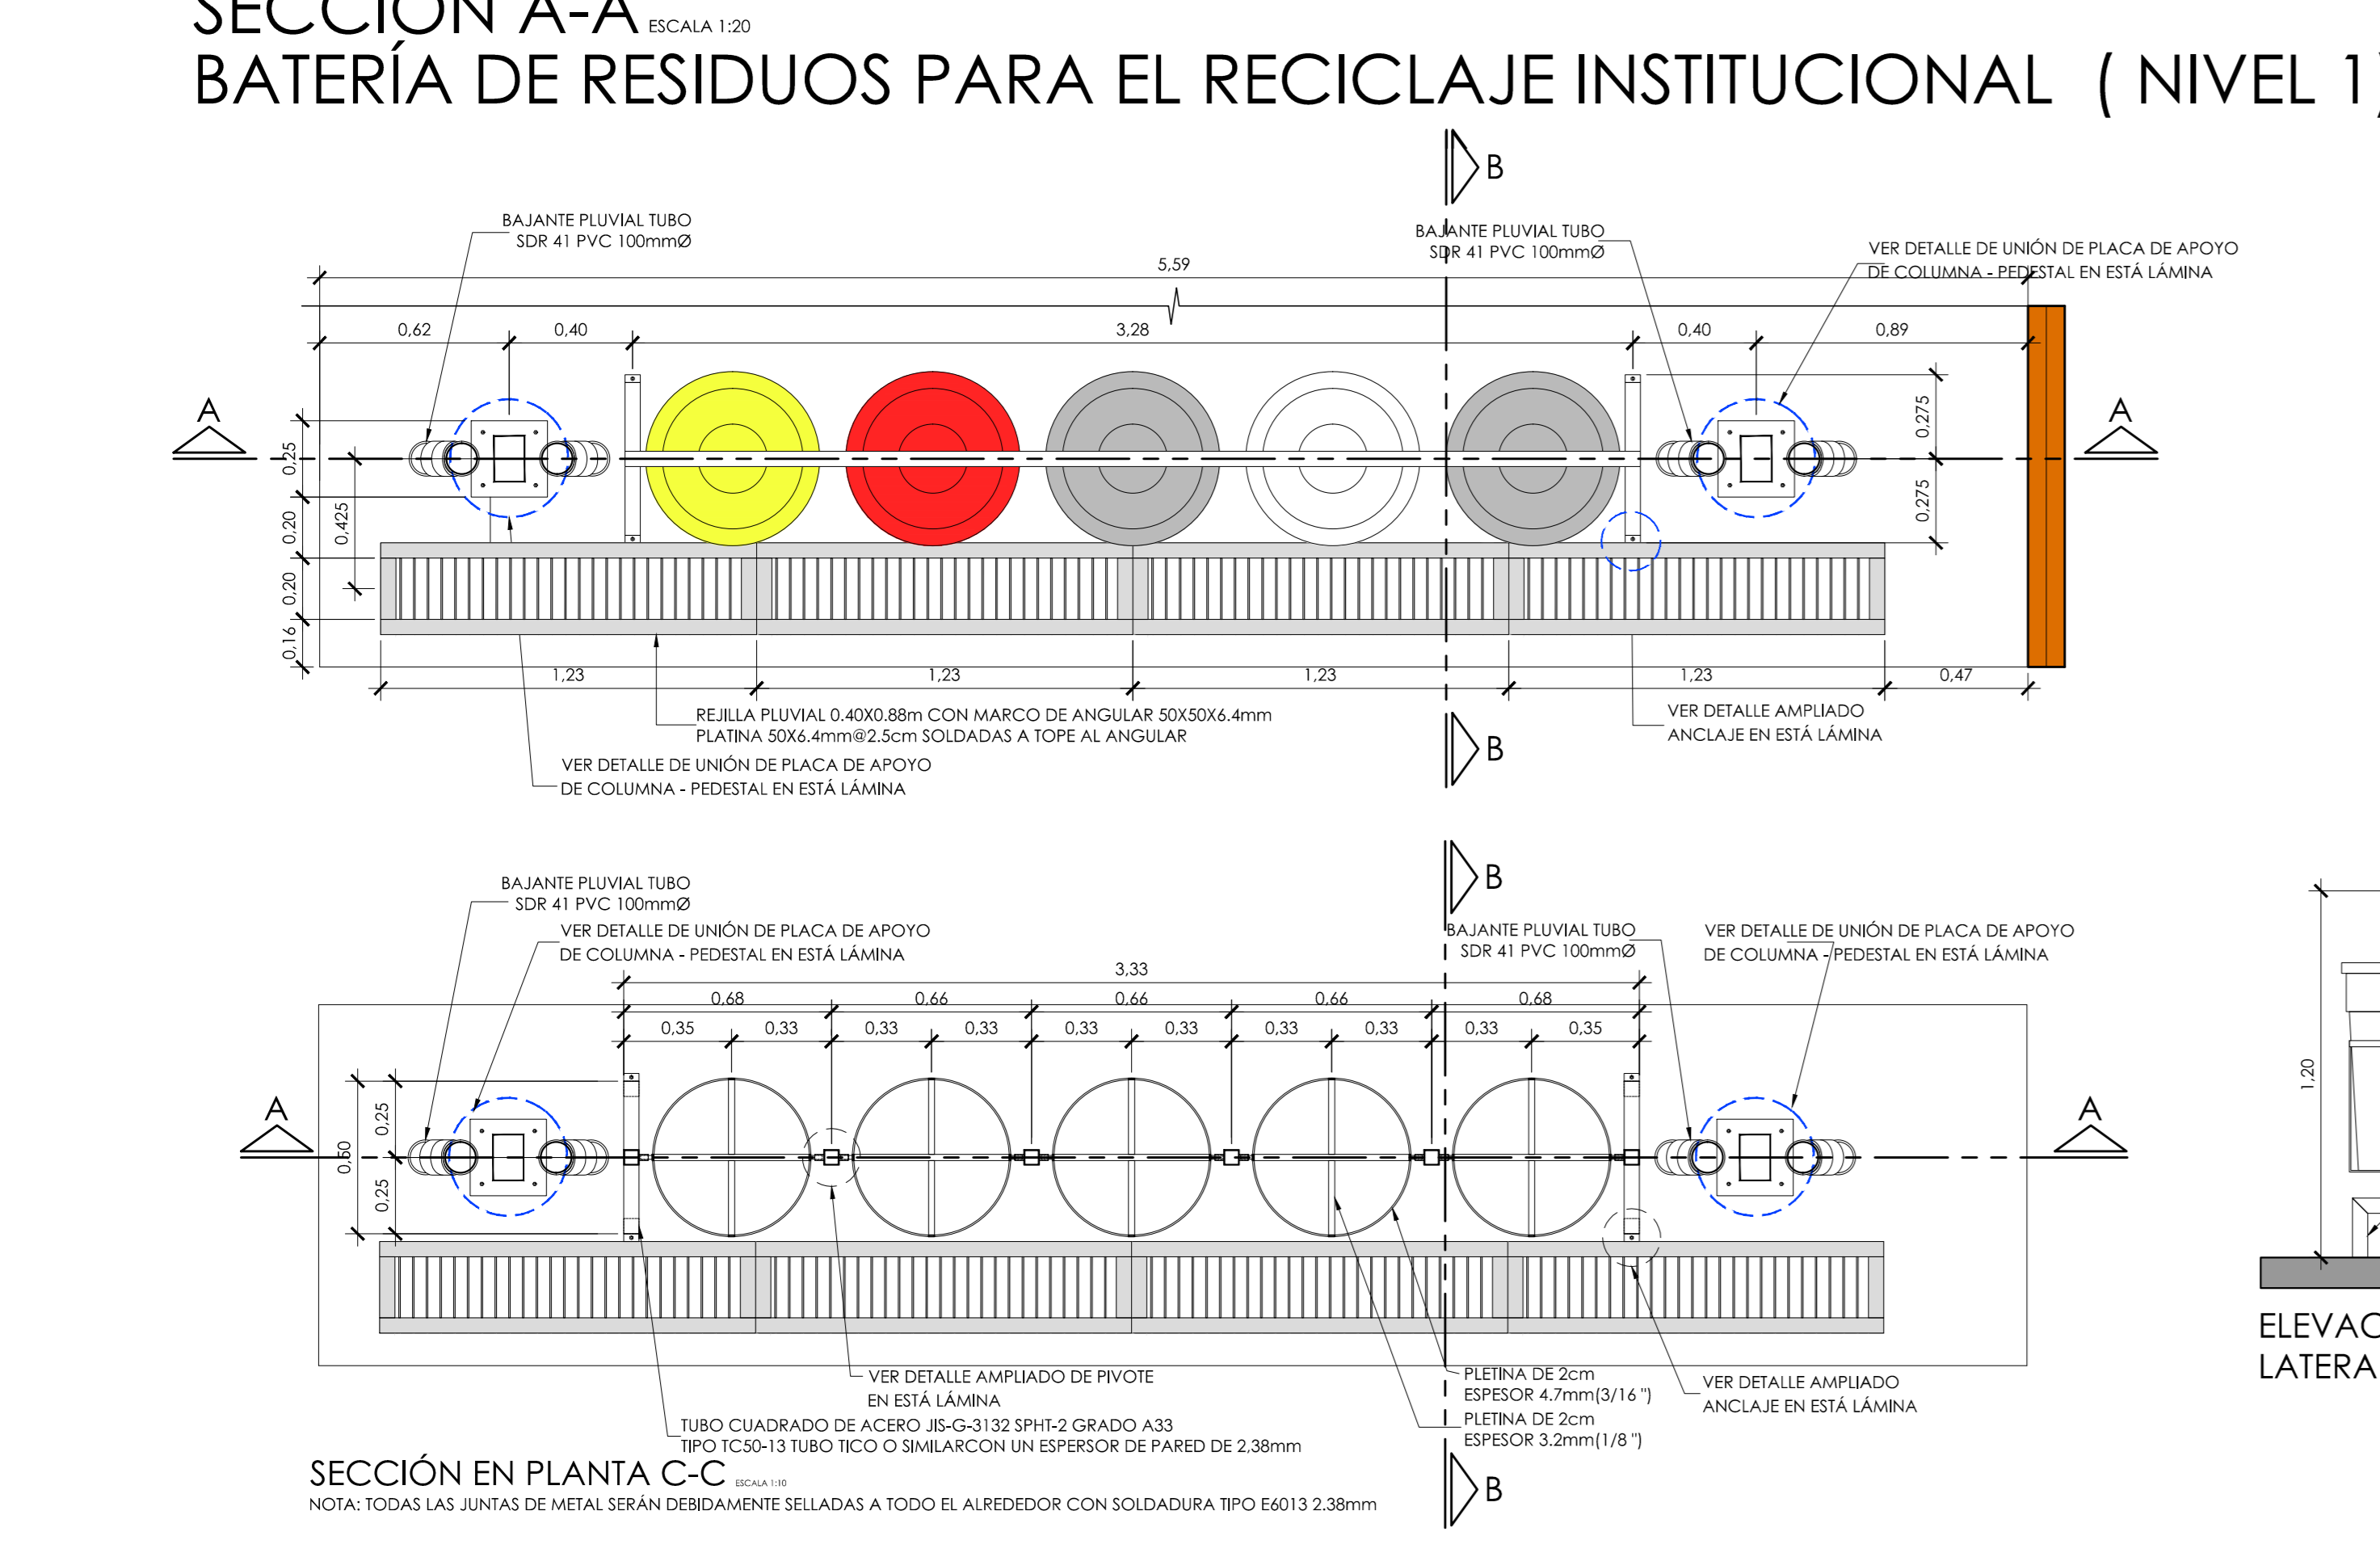 SECCIÓN A-A ESCALA 1:20
BATERÍA DE RESIDUOS PARA EL RECICLAJE INSTITUCIONAL ( NIVEL 1)
B
BAJANTE PLUVIAL TUBO
SDR 41 PVC 100mmØ
BAJANTE PLUVIAL TUBO
SDR 41 PVC 100mmØ
VER DETALLE DE UNIÓN DE PLACA DE APOYO
DE COLUMNA - PEDESTAL EN ESTÁ LÁMINA
5,59
0,62 0,40 3,28 0,40 0,89
A
A
0,25
0,20
0,20
0,16
0,425
0,275
0,275
1,23 1,23 1,23 1,23 0,47
REJILLA PLUVIAL 0.40X0.88m CON MARCO DE ANGULAR 50X50X6.4mm
PLATINA 50X6.4mm@2.5cm SOLDADAS A TOPE AL ANGULAR
VER DETALLE AMPLIADO
ANCLAJE EN ESTÁ LÁMINA
B
VER DETALLE DE UNIÓN DE PLACA DE APOYO
DE COLUMNA - PEDESTAL EN ESTÁ LÁMINA
B
BAJANTE PLUVIAL TUBO
SDR 41 PVC 100mmØ
VER DETALLE DE UNIÓN DE PLACA DE APOYO
DE COLUMNA - PEDESTAL EN ESTÁ LÁMINA
BAJANTE PLUVIAL TUBO
SDR 41 PVC 100mmØ
VER DETALLE DE UNIÓN DE PLACA DE APOYO
DE COLUMNA - PEDESTAL EN ESTÁ LÁMINA
3,33
0,68 0,66 0,66 0,66 0,68
0,35 0,33 0,33 0,33 0,33 0,33 0,33 0,33 0,33 0,35
A
A
0,25
0,50
0,25
1,20
VER DETALLE AMPLIADO DE PIVOTE
EN ESTÁ LÁMINA
TUBO CUADRADO DE ACERO JIS-G-3132 SPHT-2 GRADO A33
TIPO TC50-13 TUBO TICO O SIMILARCON UN ESPERSOR DE PARED DE 2,38mm
PLETINA DE 2cm
ESPESOR 4.7mm(3/16 ")
PLETINA DE 2cm
ESPESOR 3.2mm(1/8 ")
VER DETALLE AMPLIADO
ANCLAJE EN ESTÁ LÁMINA
ELEVAC
LATERA
SECCIÓN EN PLANTA C-C ESCALA 1:10
NOTA: TODAS LAS JUNTAS DE METAL SERÁN DEBIDAMENTE SELLADAS A TODO EL ALREDEDOR CON SOLDADURA TIPO E6013 2.38mm
B